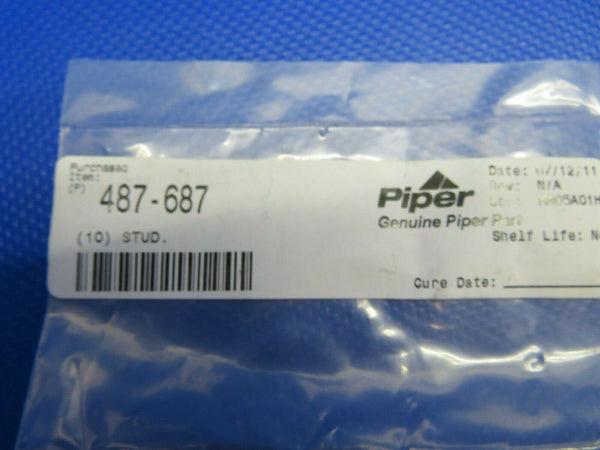 Purchased
Item:
(P)
487-687
(10) STUD.
Piper
Genuine Piper Part
Date: 07/12/11
Rev: N/A
Loc:
Shelf Life:
Cure Date: